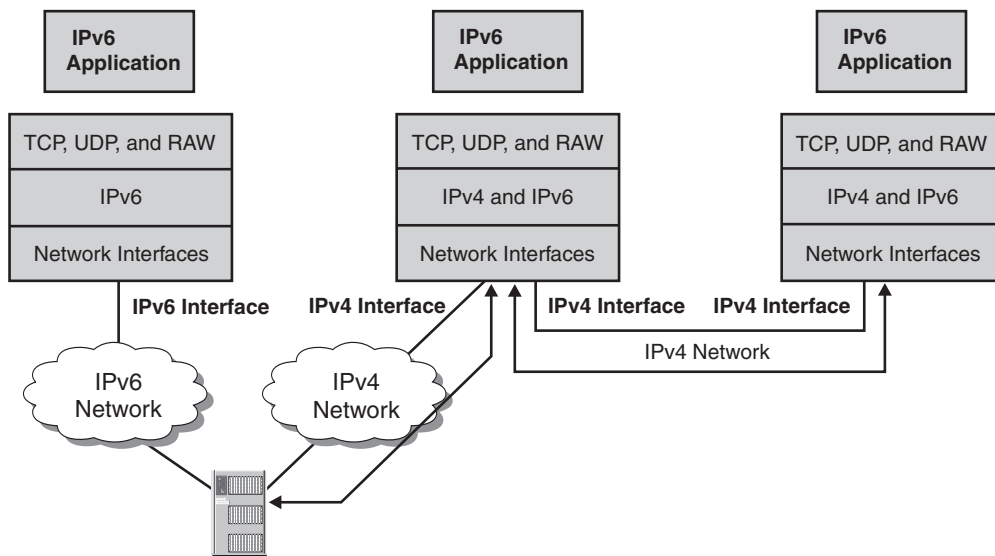 IPv6
Application
IPv6
Application
IPv6
Application
TCP, UDP, and RAW
IPv6
Network Interfaces
TCP, UDP, and RAW
IPv4 and IPv6
Network Interfaces
TCP, UDP, and RAW
IPv4 and IPv6
Network Interfaces
IPv6 Interface
IPv4 Interface
IPv4 Interface
IPv4 Interface
IPv4 Network
IPv6
Network
IPv4
Network